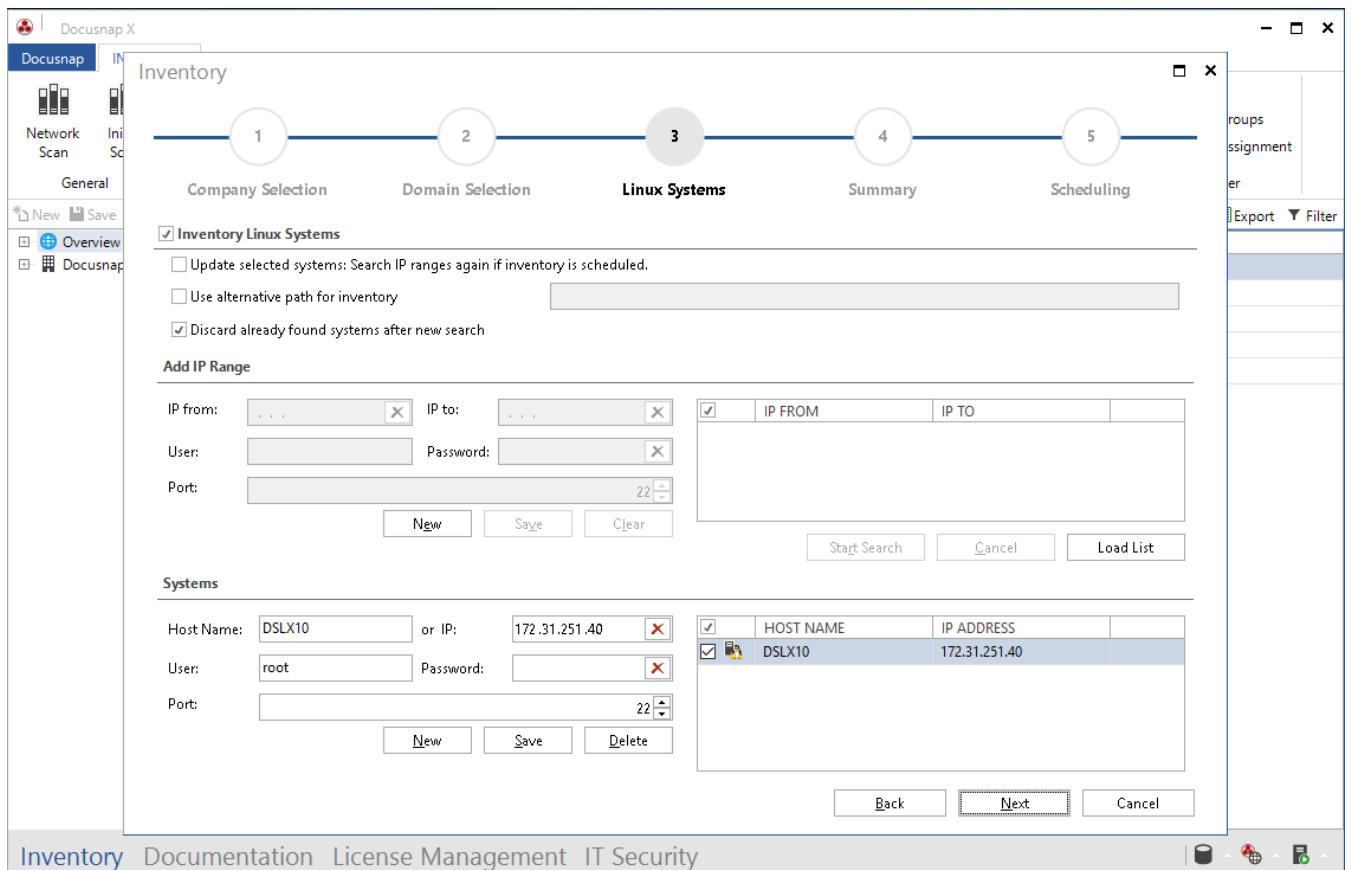 Docusnap X
Docusnap
Inventory
Network Scan
General
1 2 3 4 5
Company Selection Domain Selection Linux Systems Summary Scheduling
roups
ssignment
er
New Save
Export Filter
Overview
Docusnap
Inventory Linux Systems
Update selected systems: Search IP ranges again if inventory is scheduled.
Use alternative path for inventory
Discard already found systems after new search
Add IP Range
IP from: . . . IP to: . . .
IP FROM IP TO
User: Password:
Port: 22
New Save Clear
Start Search Cancel Load List
Systems
Host Name: DSLX10 or IP: 172.31.251.40
HOST NAME IP ADDRESS
DSLX10 172.31.251.40
User: root Password:
Port: 22
New Save Delete
Back Next Cancel
Inventory Documentation License Management IT Security